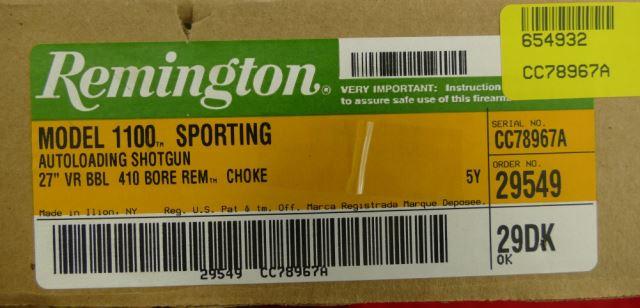 654932
CC78967A
Remington®
VERY IMPORTANT: Instruction
to assure safe use of this firearm
MODEL 1100™ SPORTING
AUTOLOADING SHOTGUN
27" VR BBL 410 BORE REM™ CHOKE 5Y
SERIAL NO.
CC78967A
ORDER NO.
29549
29DK
OK
Made in Ilion, NY Reg. U.S. Pat & tm. Off. Marca Registrada Marque Deposee.
29549 CC78967A